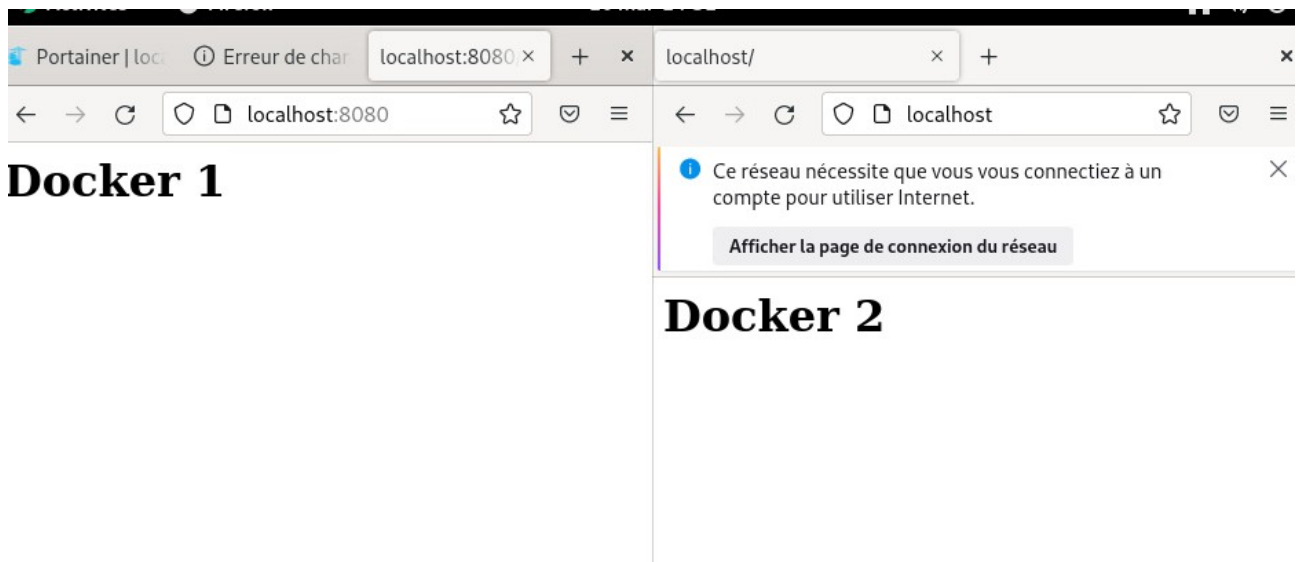 Portainer | loc
Erreur de char
localhost:8080
localhost:8080
Docker 1
localhost/
localhost
Ce réseau nécessite que vous vous connectiez à un
compte pour utiliser Internet.
Afficher la page de connexion du réseau
Docker 2